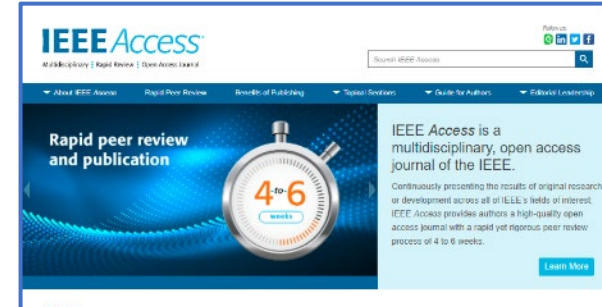 IEEE Access
Multidisciplinary | Rapid Review | Open Access Journal
Follow us:
Search IEEE Access
About IEEE Access Rapid Peer Review Benefits of Publishing Topical Sections Guide for Authors Editorial Leadership
Rapid peer review
and publication
4-to-6
weeks
IEEE Access is a
multidisciplinary, open access
journal of the IEEE.
Continuously presenting the results of original research
or development across all of IEEE's fields of interest,
IEEE Access provides authors a high-quality open
access journal with a rapid yet rigorous peer review
process of 4 to 6 weeks.
Learn More